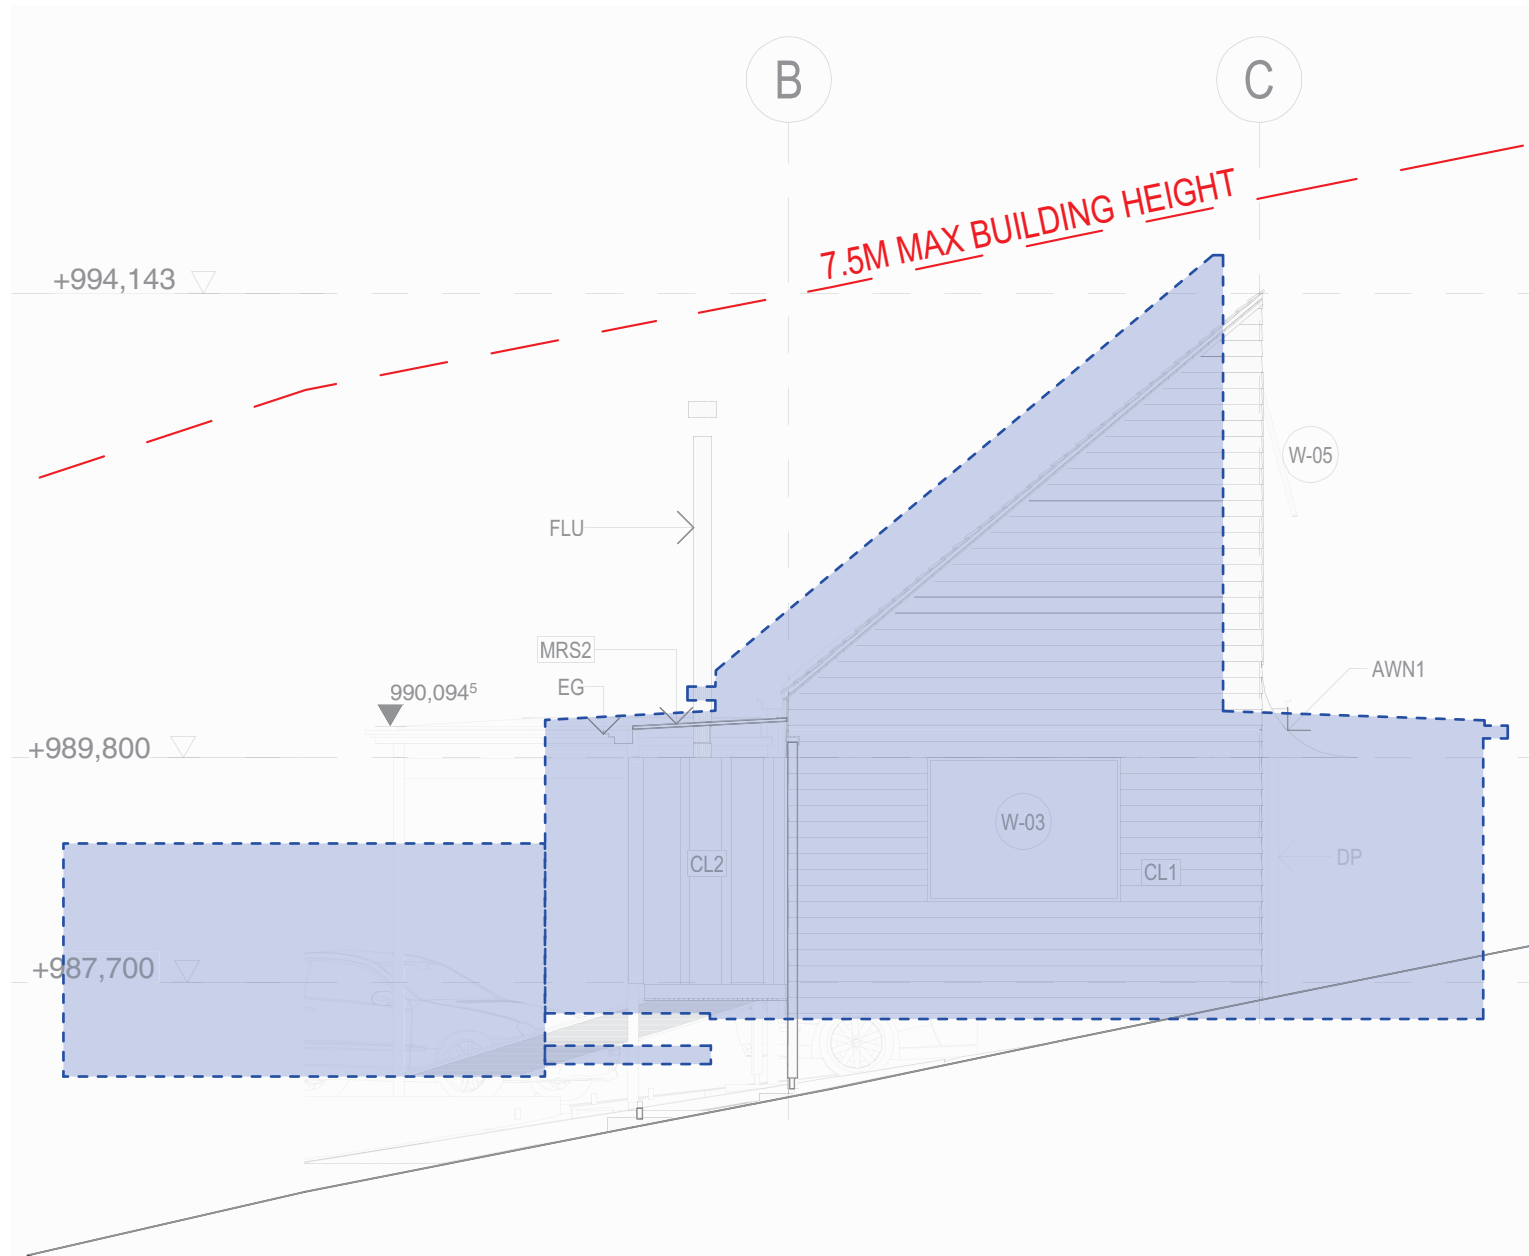 B
C
7.5M MAX BUILDING HEIGHT
+994,143
W-05
FLU
MRS2
AWN1
EG
990,094⁵
+989,800
W-03
CL2
CL1
DP
+987,700